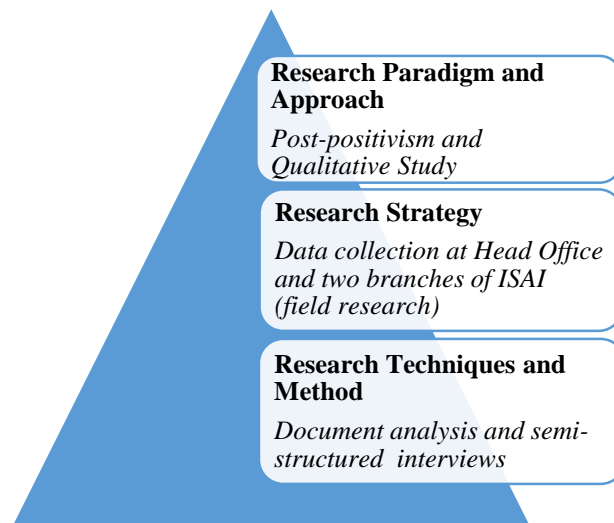 Research Paradigm and
Approach
Post-positivism and
Qualitative Study
Research Strategy
Data collection at Head Office
and two branches of ISAI
(field research)
Research Techniques and
Method
Document analysis and semi-
structured interviews